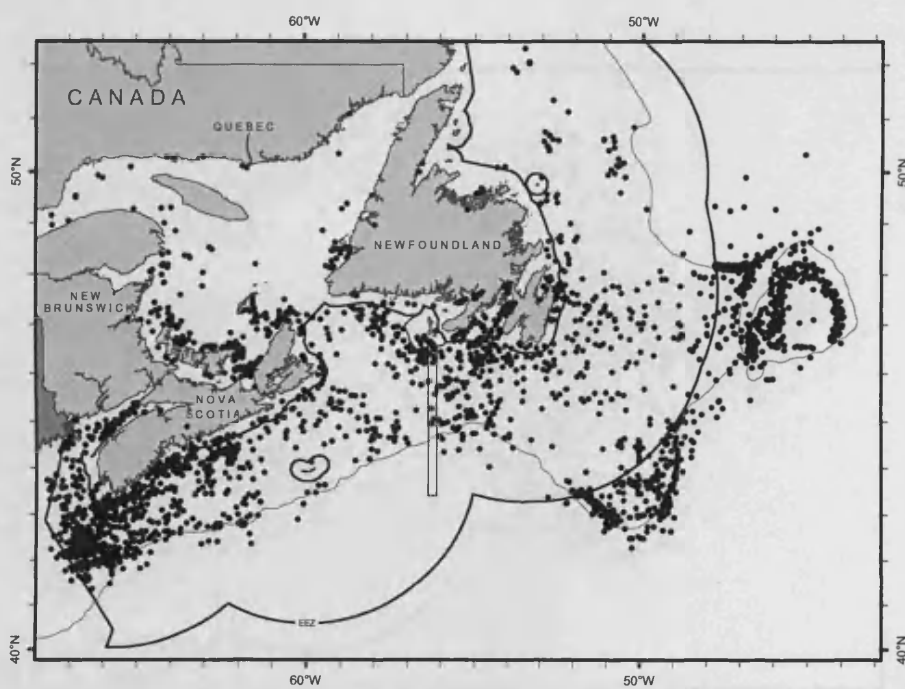 60°W 50°W
CANADA
QUEBEC
50°N 50°N
NEWFOUNDLAND
NEW
BRUNSWICK
NOVA
SCOTIA
EEZ
40°N 40°N
60°W 50°W